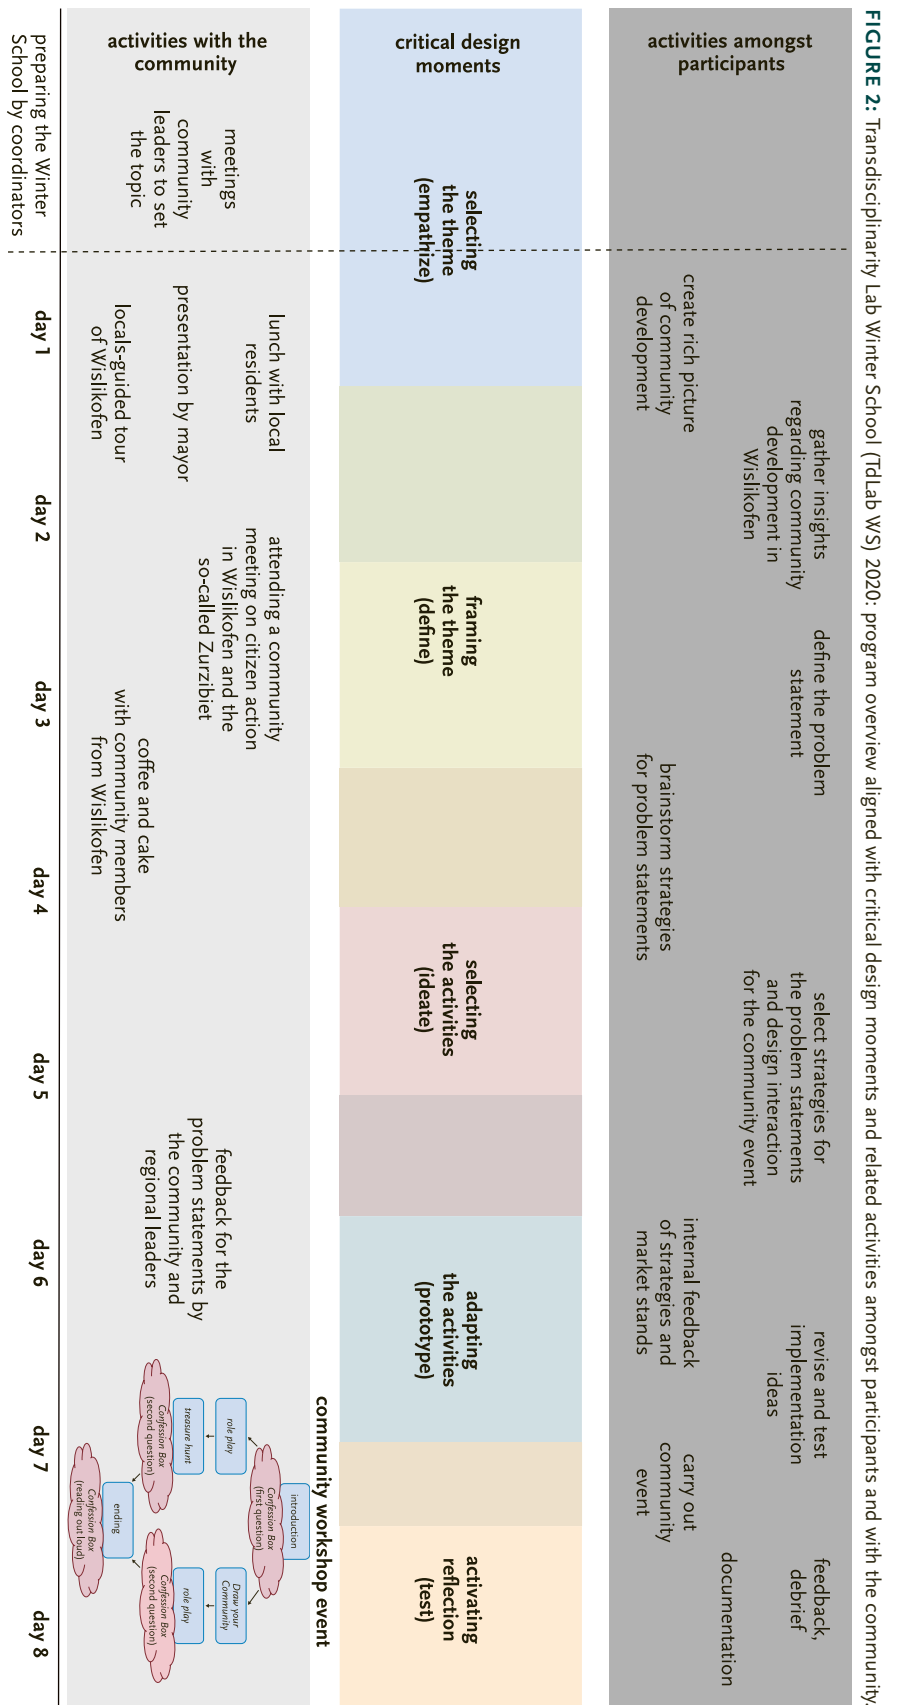 FIGURE 2: Transdisciplinarity Lab Winter School (TdLab WS) 2020: program overview aligned with critical design moments and related activities amongst participants and with the community.
activities amongst
participants
create rich picture
of community
development
gather insights
regarding community
development in
Wislikofen
define the problem
statement
brainstorm strategies
for problem statements
select strategies for
the problem statements
and design interaction
for the community event
internal feedback
of strategies and
market stands
revise and test
implementation
ideas
carry out
community
event
feedback,
debrief
documentation
critical design
moments
selecting
the theme
(empathize)
framing
the theme
(define)
selecting
the activities
(ideate)
adapting
the activities
(prototype)
activating
reflection
(test)
activities with the
community
meetings
with
community
leaders to set
the topic
lunch with local
residents
presentation by mayor
locals-guided tour
of Wislikofen
attending a community
meeting on citizen action
in Wislikofen and the
so-called Zurzibiet
coffee and cake
with community members
from Wislikofen
feedback for the
problem statements by
the community and
regional leaders
community workshop event
introduction
Confession Box
(first question)
role play
treasure hunt
Confession Box
(second question)
Draw your
Community
role play
Confession Box
(second question)
ending
Confession Box
(reading out loud)
preparing the Winter
School by coordinators
day 1
day 2
day 3
day 4
day 5
day 6
day 7
day 8